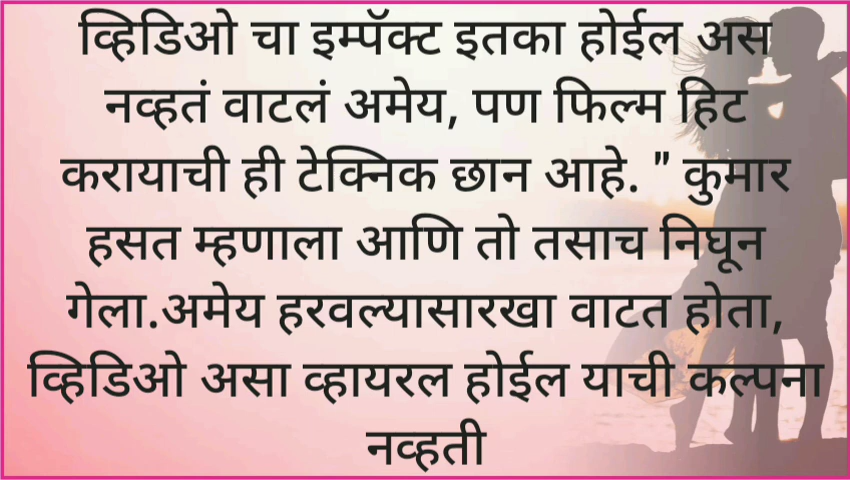 व्हिडिओ चा इम्पॅक्ट इतका होईल अस
नव्हतं वाटलं अमेय, पण फिल्म हिट
करायाची ही टेक्निक छान आहे. " कुमार
हसत म्हणाला आणि तो तसाच निघून
गेला.अमेय हरवल्यासारखा वाटत होता,
व्हिडिओ असा व्हायरल होईल याची कल्पना
नव्हती